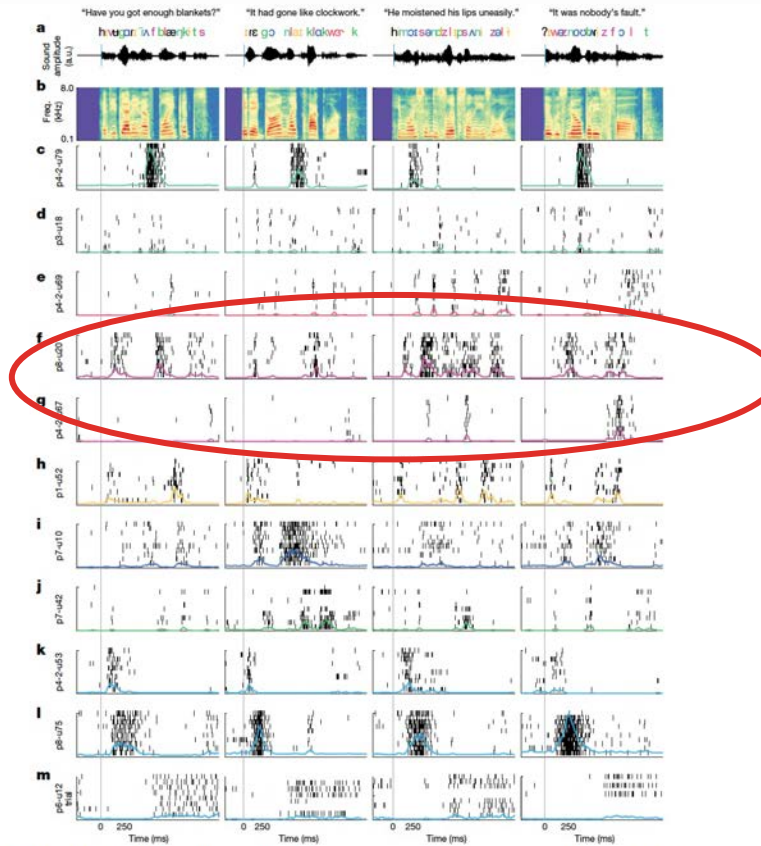 "Have you got enough blankets?" "It had gone like clockwork." "He moistened his lips uneasily." "It was nobody's fault."
a
Sound amplitude (a.u.)
b
Freq. (kHz)
8.0
0.1
c
p4-2-u79
d
p3-u18
e
p4-2-u69
f
p8-u20
g
h
p1-u52
i
p7-u10
j
p7-u42
k
p4-2-u53
l
p8-u75
m
p6-u12
trial
0 250 0 250 0 250 0 250
Time (ms) Time (ms) Time (ms) Time (ms)